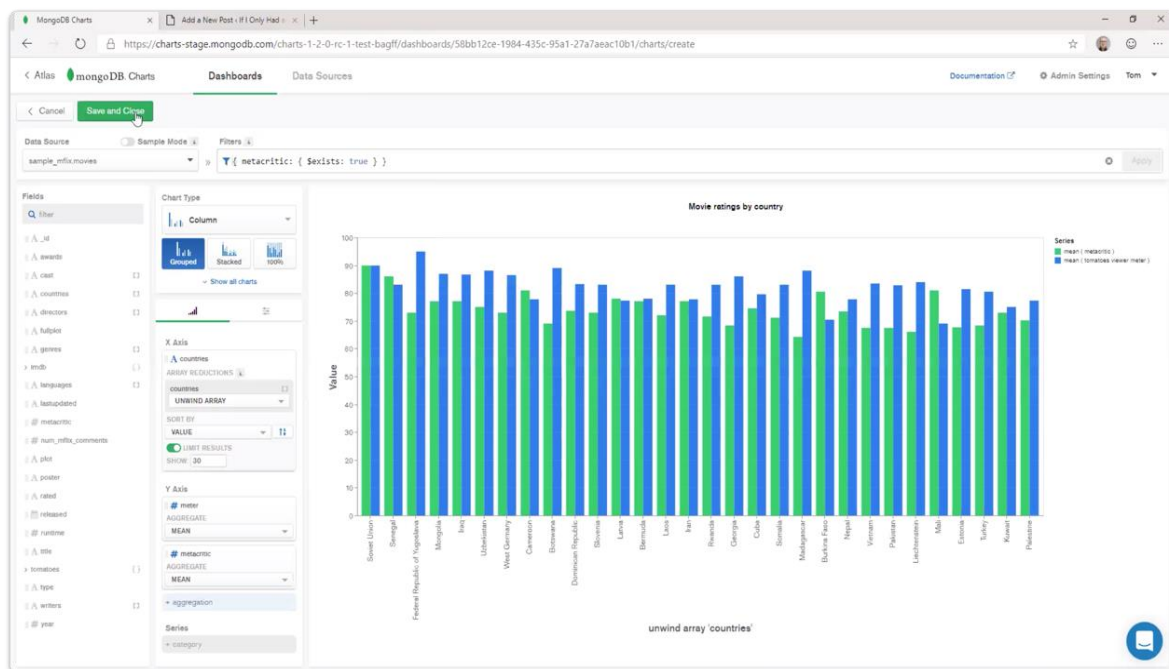 MongoDB Charts
Add a New Post ‹ If I Only Had
https://charts-stage.mongodb.com/charts-1-2-0-rc-1-test-bagff/dashboards/58bb12ce-1984-435c-95a1-27a7aeac10b1/charts/create
Atlas mongoDB. Charts Dashboards Data Sources Documentation Admin Settings Tom
Cancel Save and Close
Data Source Sample Mode Filters
sample_mflix.movies { metacritic: { $exists: true } } Apply
Fields
filter
_id
awards
cast
countries
directors
fullplot
genres
imdb
languages
lastupdated
metacritic
num_mflix_comments
plot
poster
rated
released
runtime
title
tomatoes
type
writers
year
Chart Type
Column
Grouped Stacked 100%
Show all charts
X Axis
countries
ARRAY REDUCTIONS
countries
UNWIND ARRAY
SORT BY
VALUE
LIMIT RESULTS
SHOW 30
Y Axis
meter
AGGREGATE
MEAN
metacritic
AGGREGATE
MEAN
+ aggregation
Series
+ category
Movie ratings by country
Series
mean ( metacritic )
mean ( tomatoes viewer meter )
Value
100
90
80
70
60
50
40
30
20
10
0
Soviet Union
Senegal
Federal Republic of Yugoslavia
Mongolia
Iraq
Uzbekistan
West Germany
Cameroon
Botswana
Dominican Republic
Slovenia
Latvia
Bermuda
Laos
Iran
Rwanda
Georgia
Cuba
Somalia
Madagascar
Burkina Faso
Nepal
Vietnam
Pakistan
Liechtenstein
Mali
Estonia
Turkey
Kuwait
Palestine
unwind array 'countries'